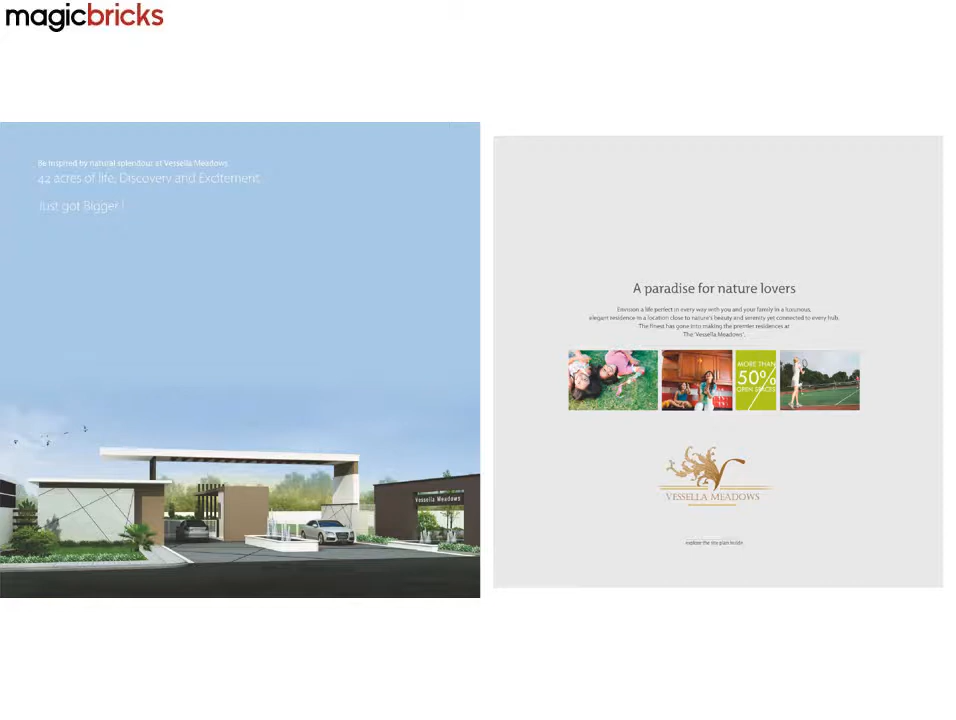 magicbricks
Be inspired by natural splendour at Vessella Meadows
42 acres of life, Discovery and Excitement
Just got Bigger !
Vessella Meadows
A paradise for nature lovers
Envision a life perfect in every way with you and your family in a luxurious,
elegant residence in a location close to nature's beauty and serenity yet connected to every hub.
The finest has gone into making the premier residences at
The 'Vessella Meadows'.
MORE THAN
50%
OPEN SPACES
VESSELLA MEADOWS
explore the my plan inside